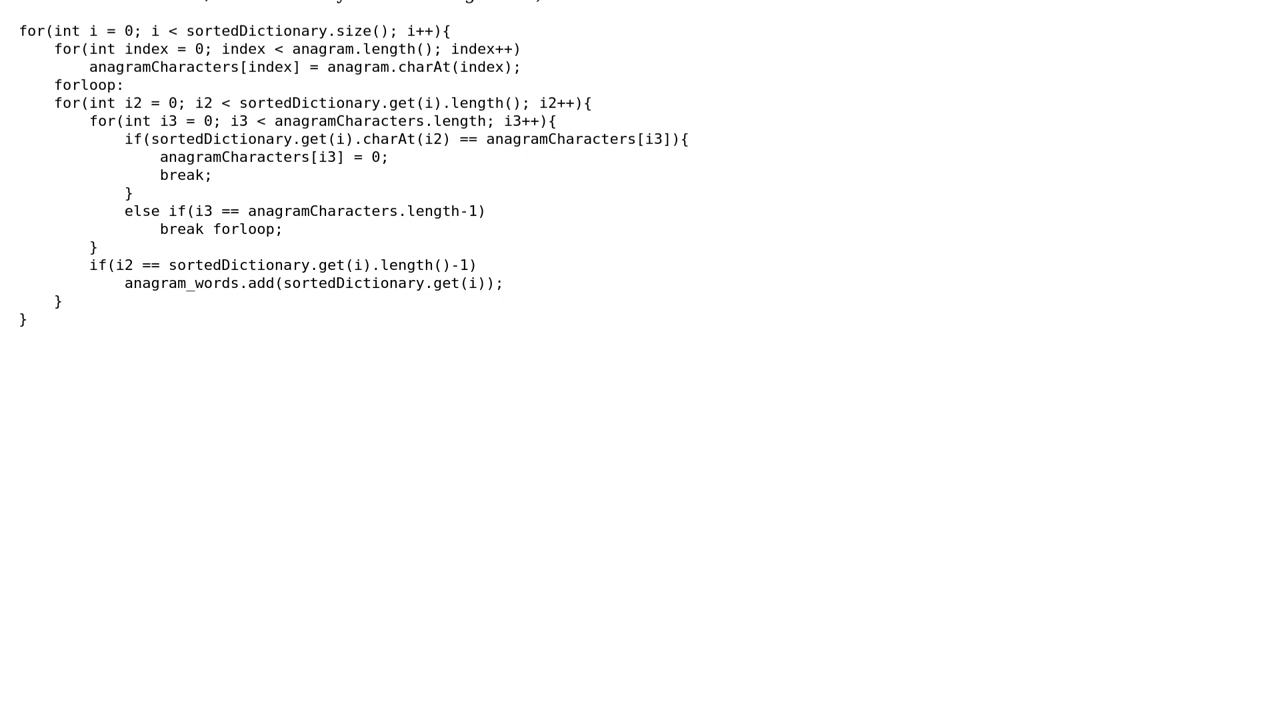 for(int i = 0; i < sortedDictionary.size(); i++){
    for(int index = 0; index < anagram.length(); index++)
        anagramCharacters[index] = anagram.charAt(index);
    forloop:
    for(int i2 = 0; i2 < sortedDictionary.get(i).length(); i2++){
        for(int i3 = 0; i3 < anagramCharacters.length; i3++){
            if(sortedDictionary.get(i).charAt(i2) == anagramCharacters[i3]){
                anagramCharacters[i3] = 0;
                break;
            }
            else if(i3 == anagramCharacters.length-1)
                break forloop;
        }
        if(i2 == sortedDictionary.get(i).length()-1)
            anagram_words.add(sortedDictionary.get(i));
    }
}